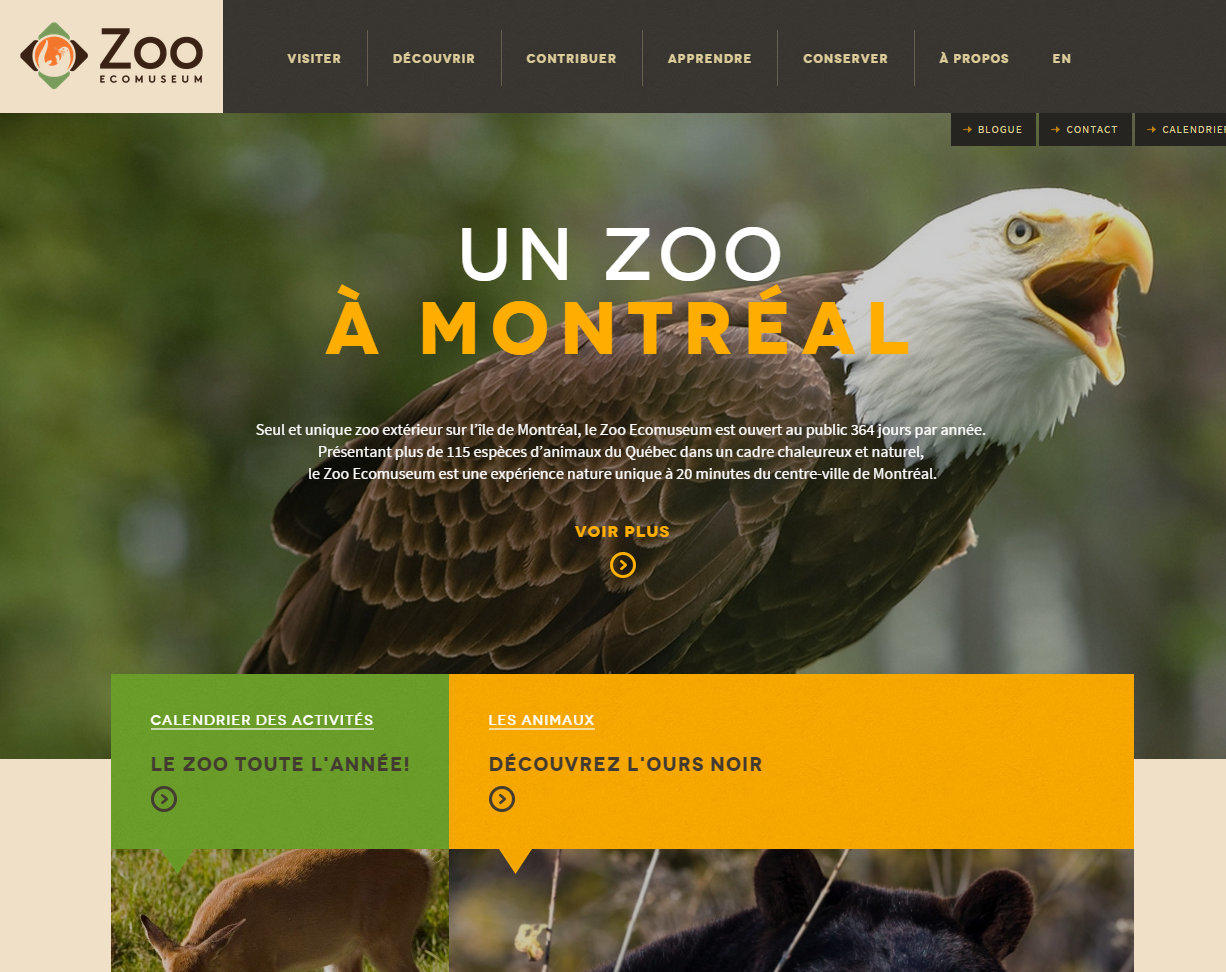 Zoo
ECOMUSEUM
VISITER
DÉCOUVRIR
CONTRIBUER
APPRENDRE
CONSERVER
À PROPOS
EN
BLOGUE
CONTACT
CALENDRIER
UN ZOO
À MONTRÉAL
Seul et unique zoo extérieur sur l’île de Montréal, le Zoo Ecomuseum est ouvert au public 364 jours par année.
Présentant plus de 115 espèces d’animaux du Québec dans un cadre chaleureux et naturel,
le Zoo Ecomuseum est une expérience nature unique à 20 minutes du centre-ville de Montréal.
VOIR PLUS
CALENDRIER DES ACTIVITÉS
LE ZOO TOUTE L'ANNÉE!
LES ANIMAUX
DÉCOUVREZ L'OURS NOIR